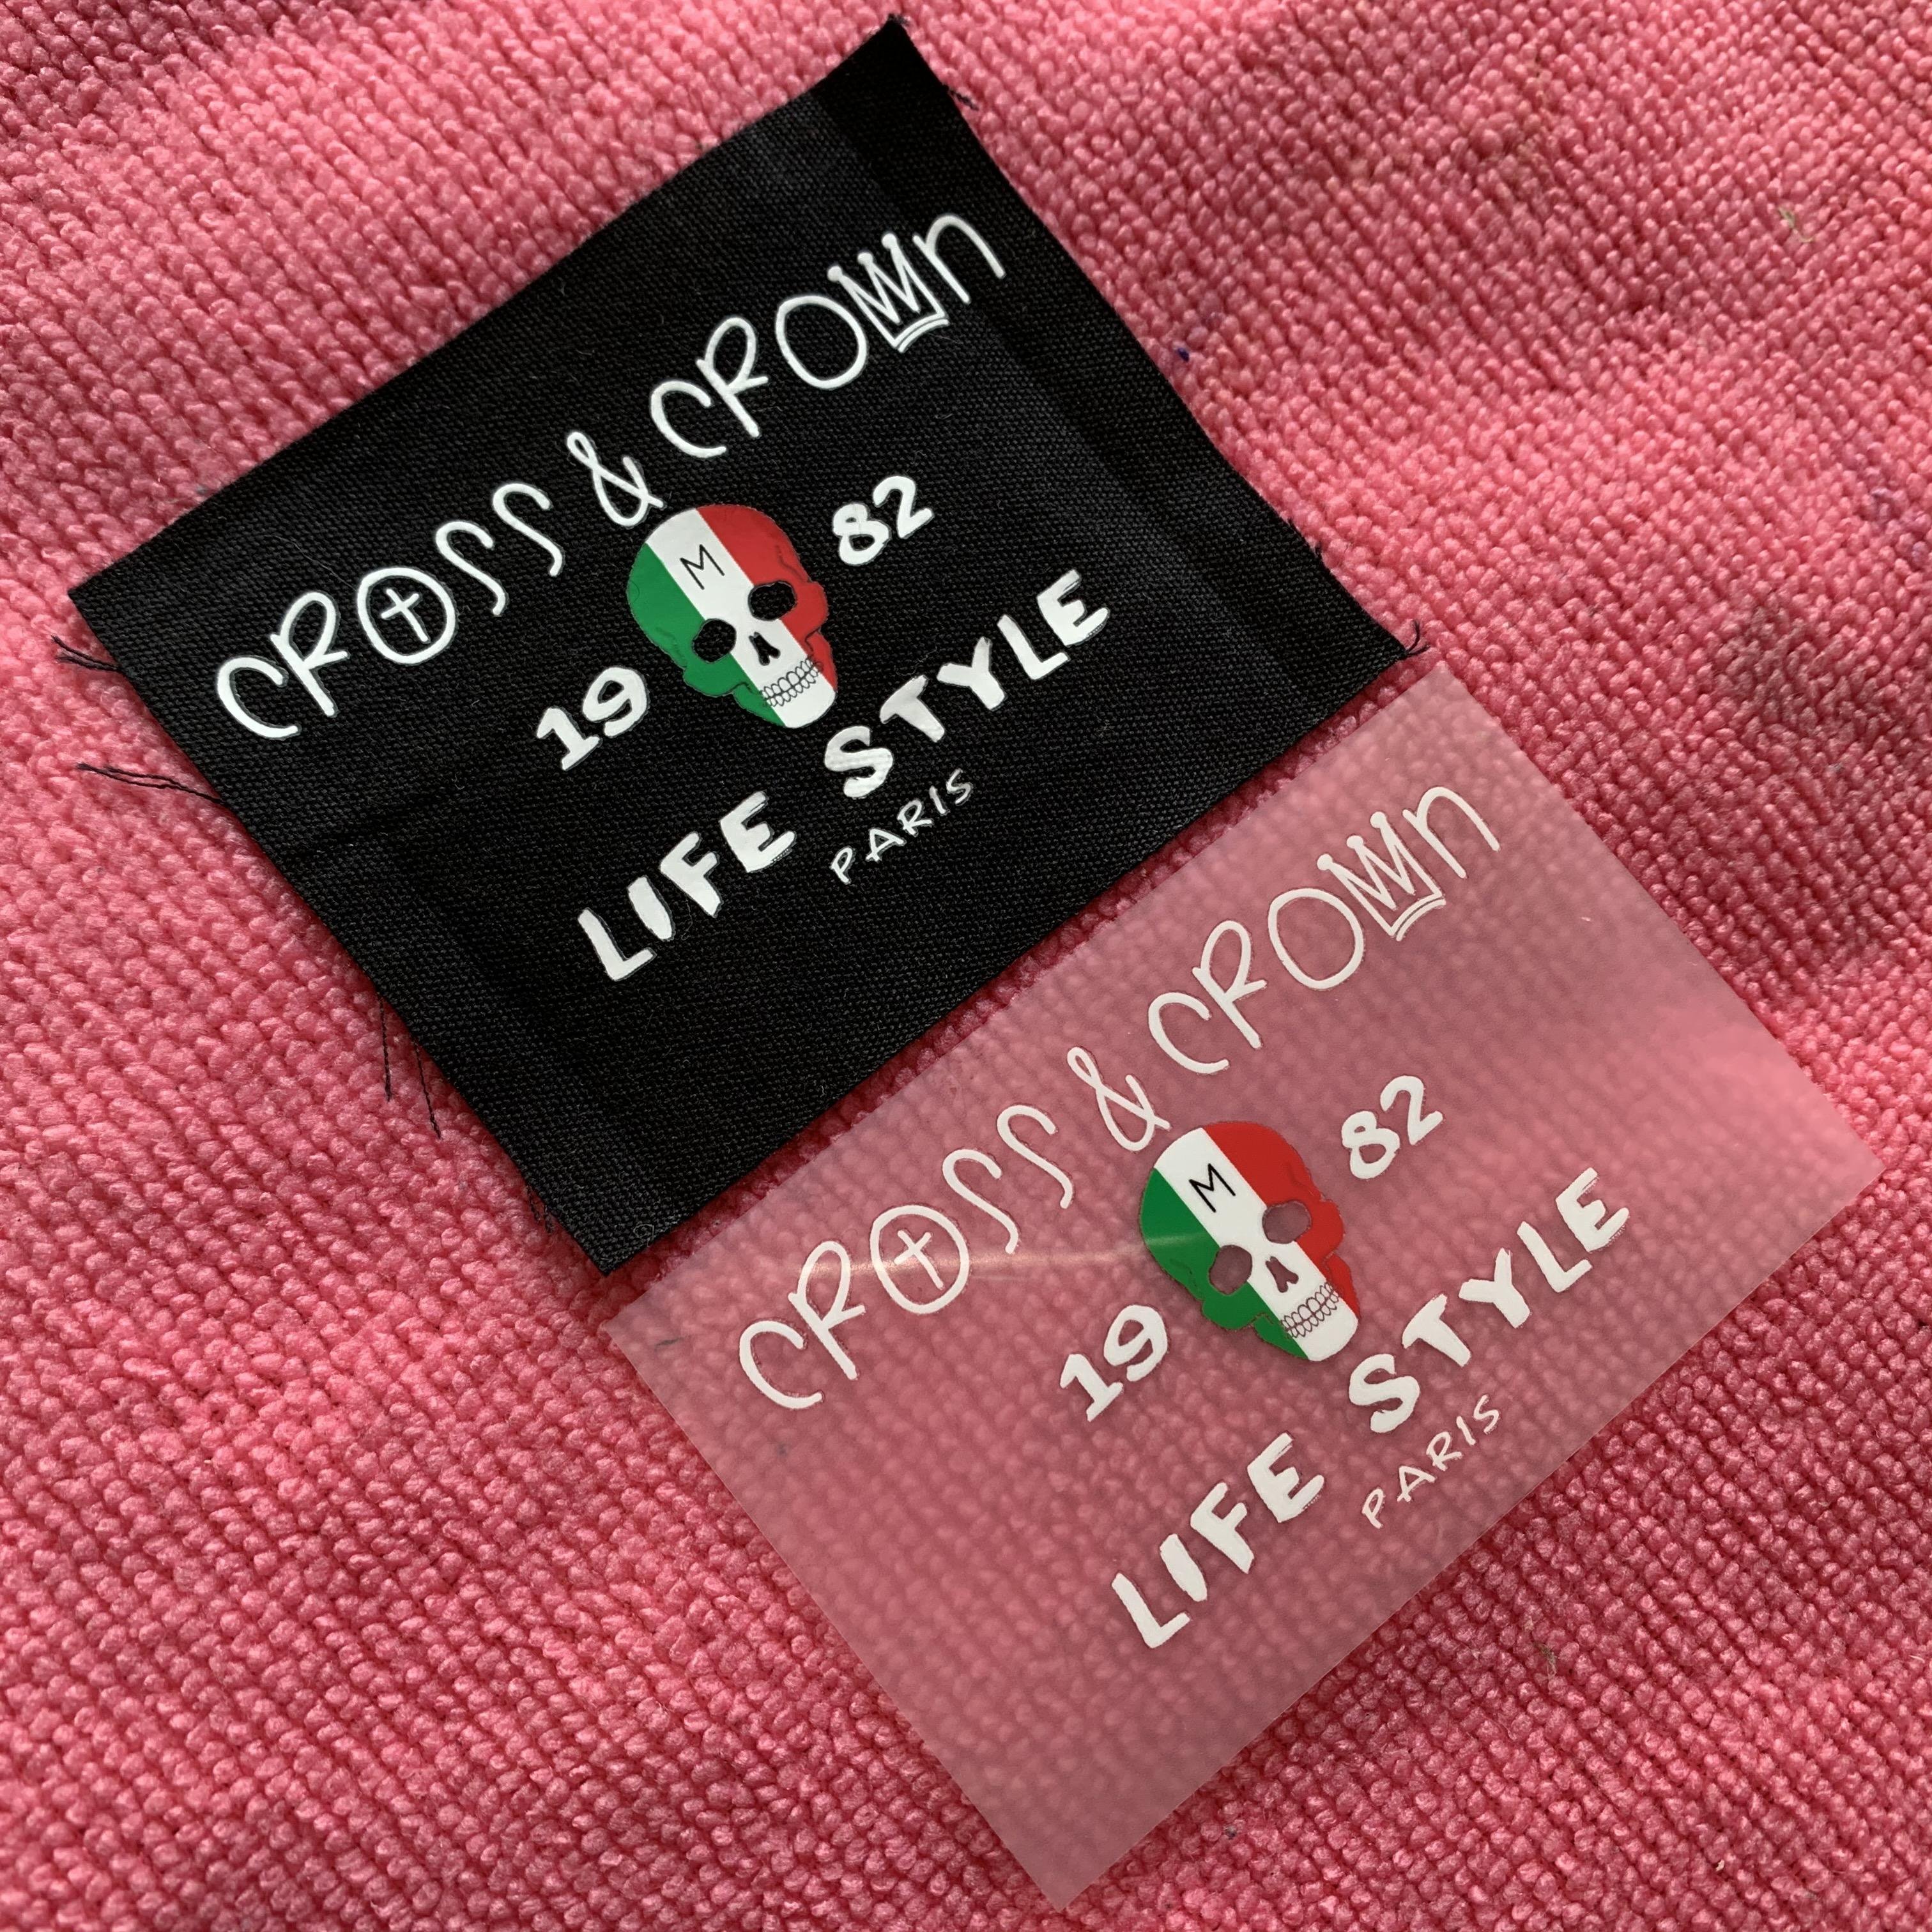 CROSS & CROWN
19 M 82
LIFE STYLE
PARIS
CROSS & CROWN
19 M 82
LIFE STYLE
PARIS